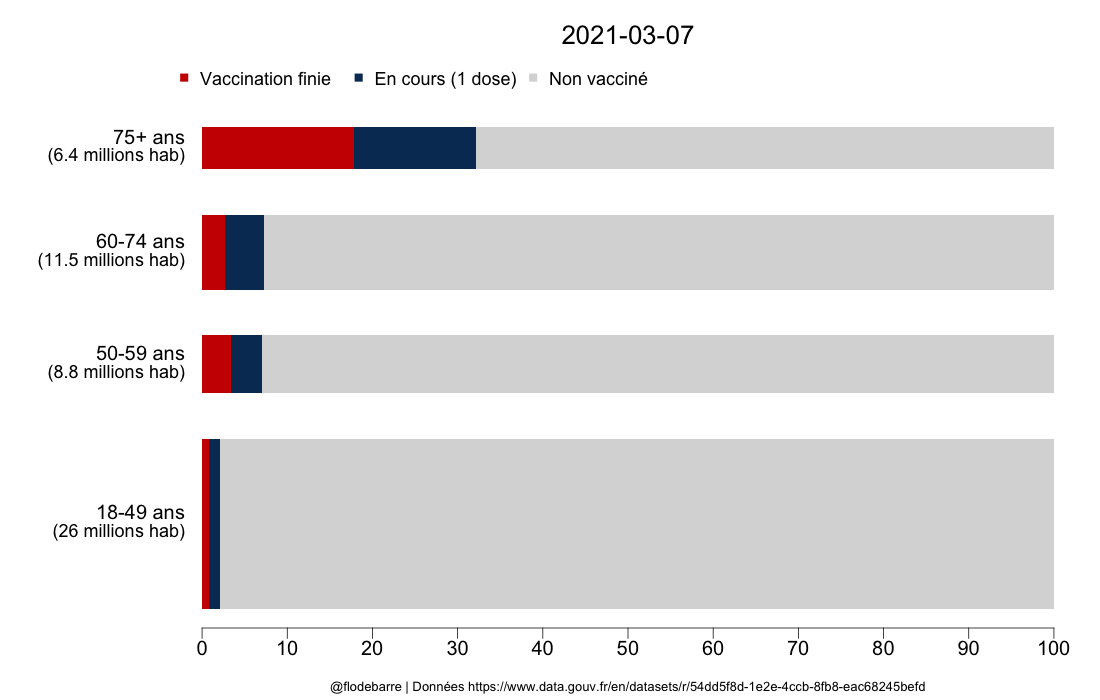 2021-03-07
Vaccination finie En cours (1 dose) Non vacciné
75+ ans
(6.4 millions hab)
60-74 ans
(11.5 millions hab)
50-59 ans
(8.8 millions hab)
18-49 ans
(26 millions hab)
0 10 20 30 40 50 60 70 80 90 100
@flodebarre | Données https://www.data.gouv.fr/en/datasets/r/54dd5f8d-1e2e-4ccb-8fb8-eac68245befd